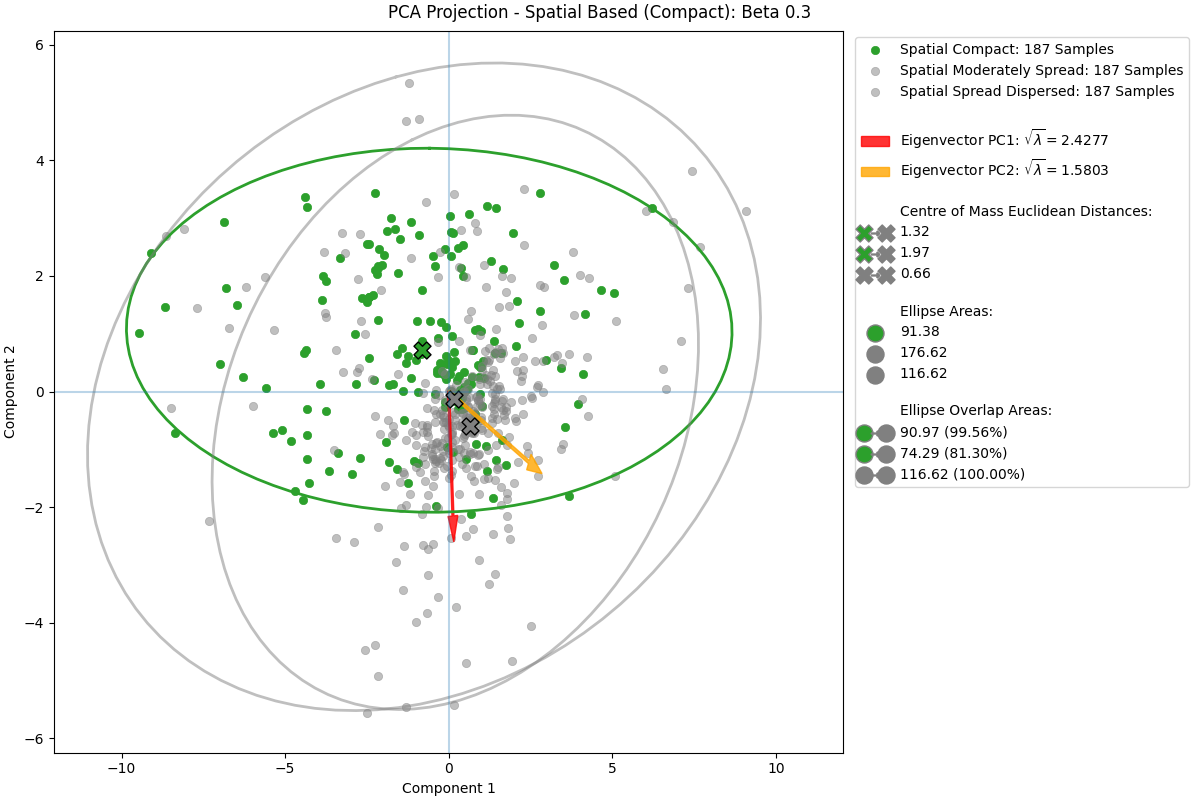 PCA Projection - Spatial Based (Compact): Beta 0.3
6
4
2
0
−2
−4
−6
Component 2
−10
−5
0
5
10
Component 1
Spatial Compact: 187 Samples
Spatial Moderately Spread: 187 Samples
Spatial Spread Dispersed: 187 Samples
Eigenvector PC1: √λ = 2.4277
Eigenvector PC2: √λ = 1.5803
Centre of Mass Euclidean Distances:
1.32
1.97
0.66
Ellipse Areas:
91.38
176.62
116.62
Ellipse Overlap Areas:
90.97 (99.56%)
74.29 (81.30%)
116.62 (100.00%)